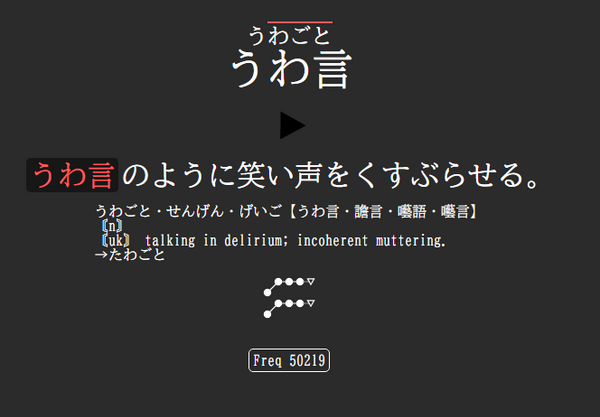 うわごと
うわ言
うわ言のように笑い声をくすぶらせる。
うわごと・せんげん・げいご【うわ言・譫言・囈語・囈言】
〘n〙
〘uk〙 talking in delirium; incoherent muttering.
→たわごと
Freq 50219